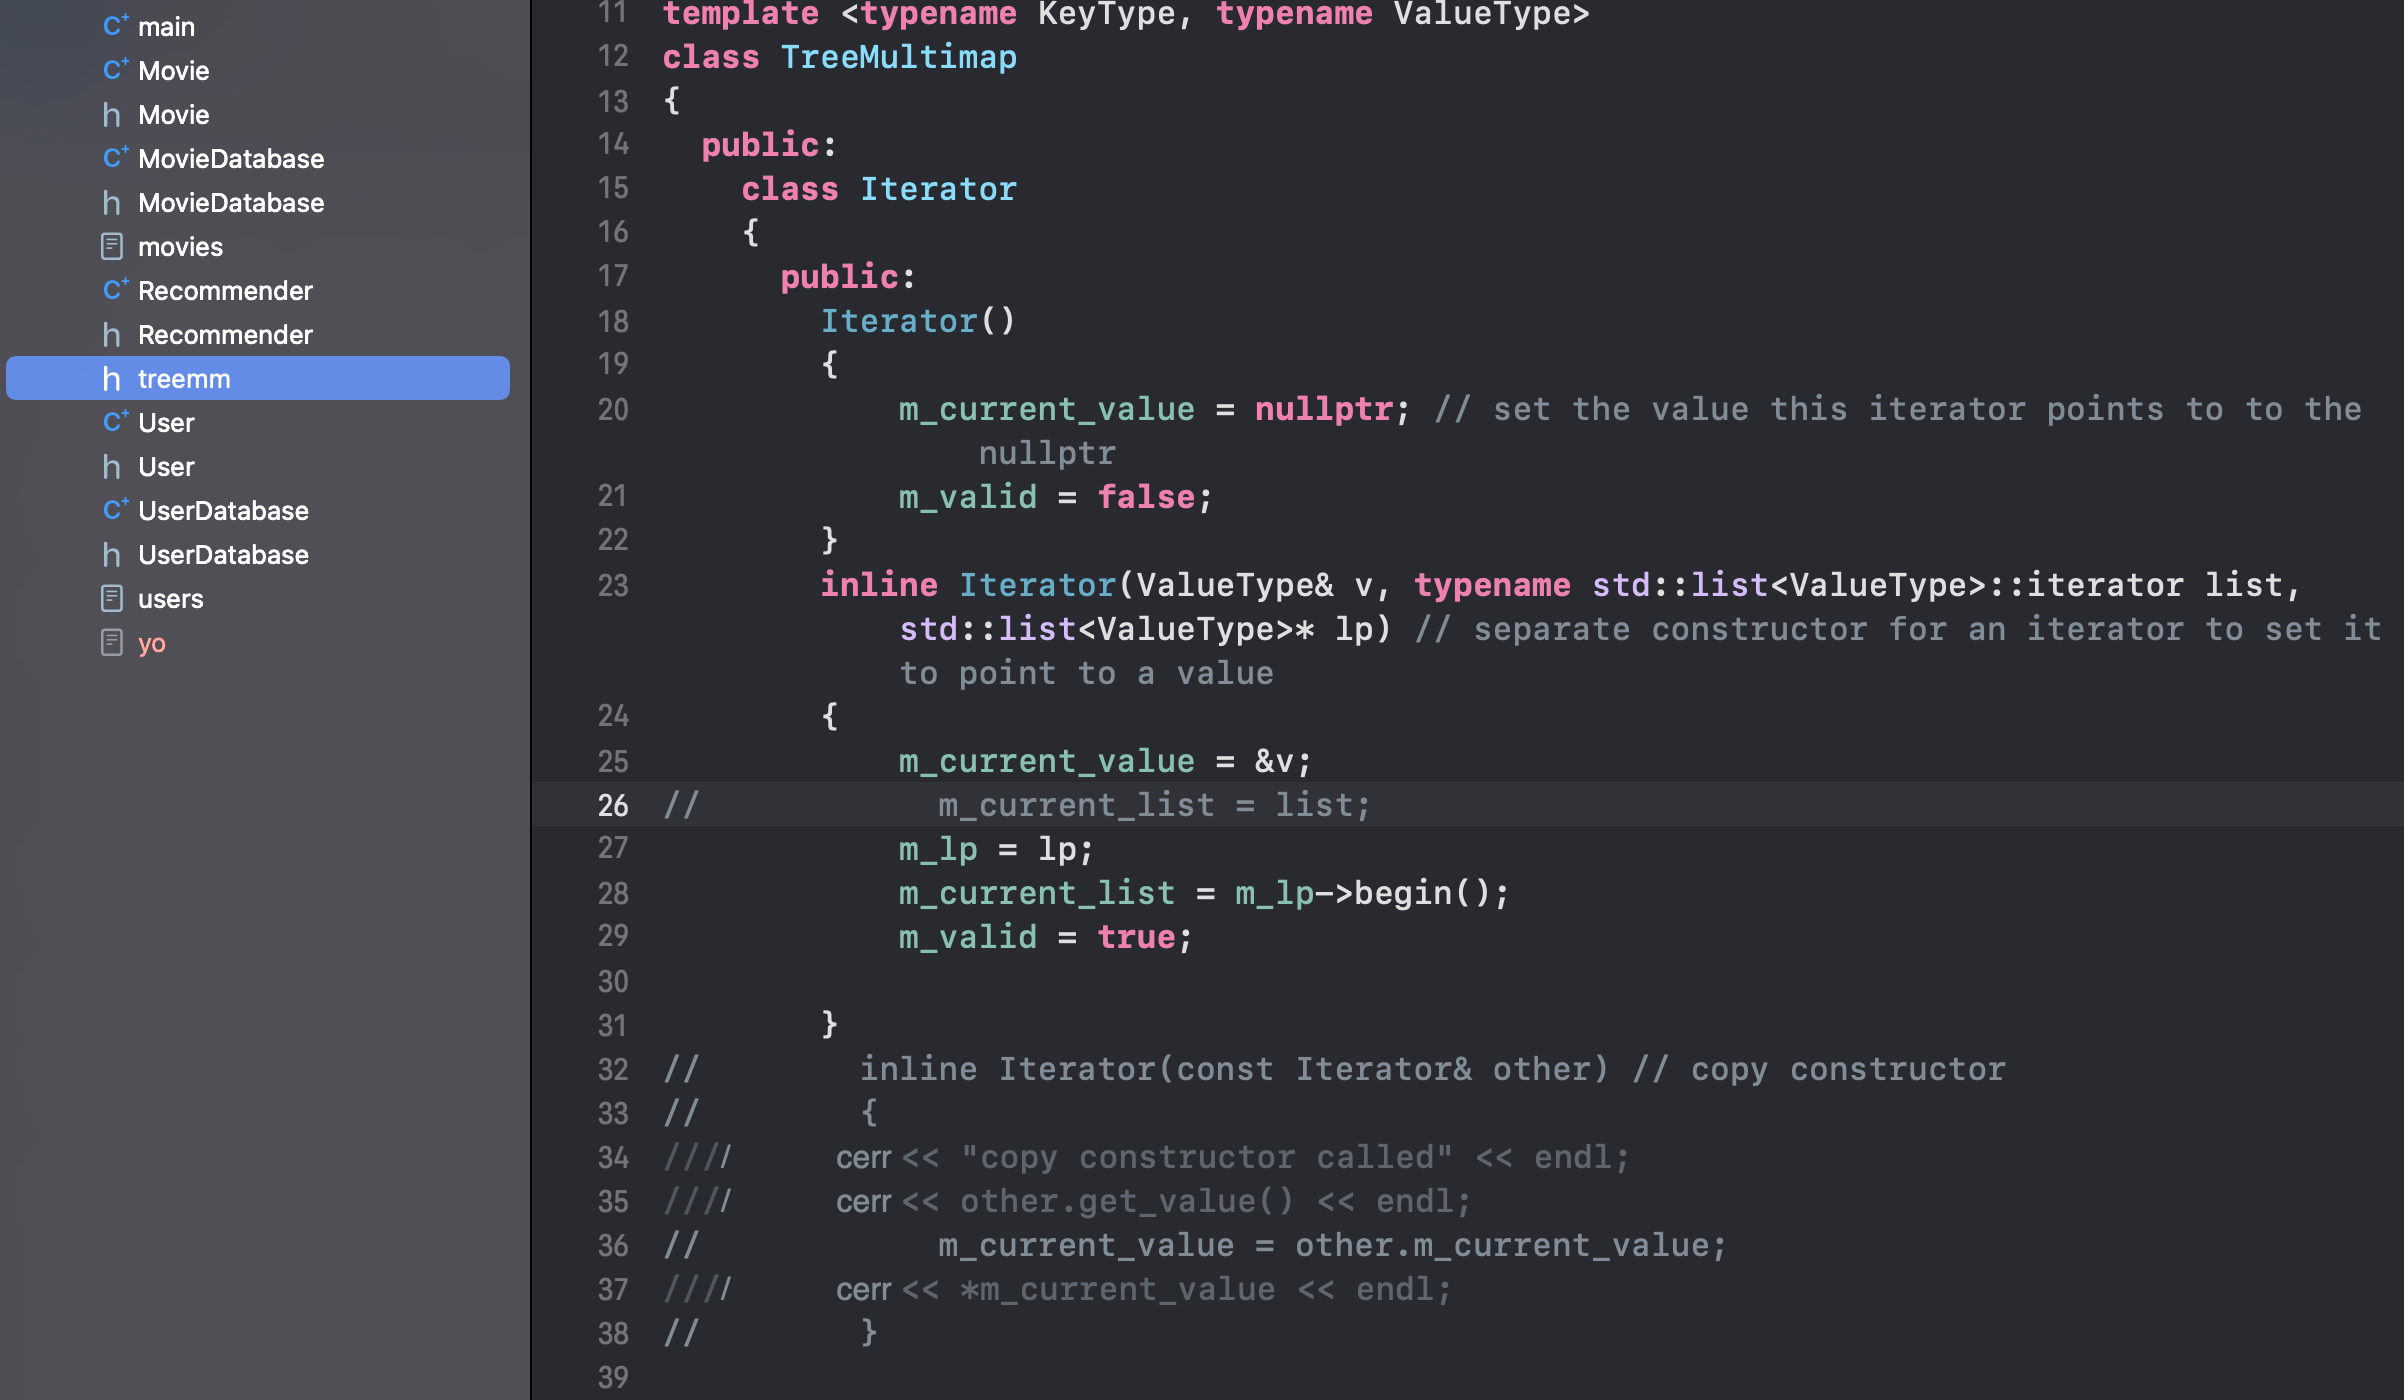 main
Movie
Movie
MovieDatabase
MovieDatabase
movies
Recommender
Recommender
treemm
User
User
UserDatabase
UserDatabase
users
yo
11 template <typename KeyType, typename ValueType>
12 class TreeMultimap
13 {
14 public:
15 class Iterator
16 {
17 public:
18 Iterator()
19 {
20 m_current_value = nullptr; // set the value this iterator points to to the
nullptr
21 m_valid = false;
22 }
23 inline Iterator(ValueType& v, typename std::list<ValueType>::iterator list,
std::list<ValueType>* lp) // separate constructor for an iterator to set it
to point to a value
24 {
25 m_current_value = &v;
26 // m_current_list = list;
27 m_lp = lp;
28 m_current_list = m_lp->begin();
29 m_valid = true;
30
31 }
32 // inline Iterator(const Iterator& other) // copy constructor
33 // {
34 //// cerr << "copy constructor called" << endl;
35 //// cerr << other.get_value() << endl;
36 // m_current_value = other.m_current_value;
37 //// cerr << *m_current_value << endl;
38 // }
39